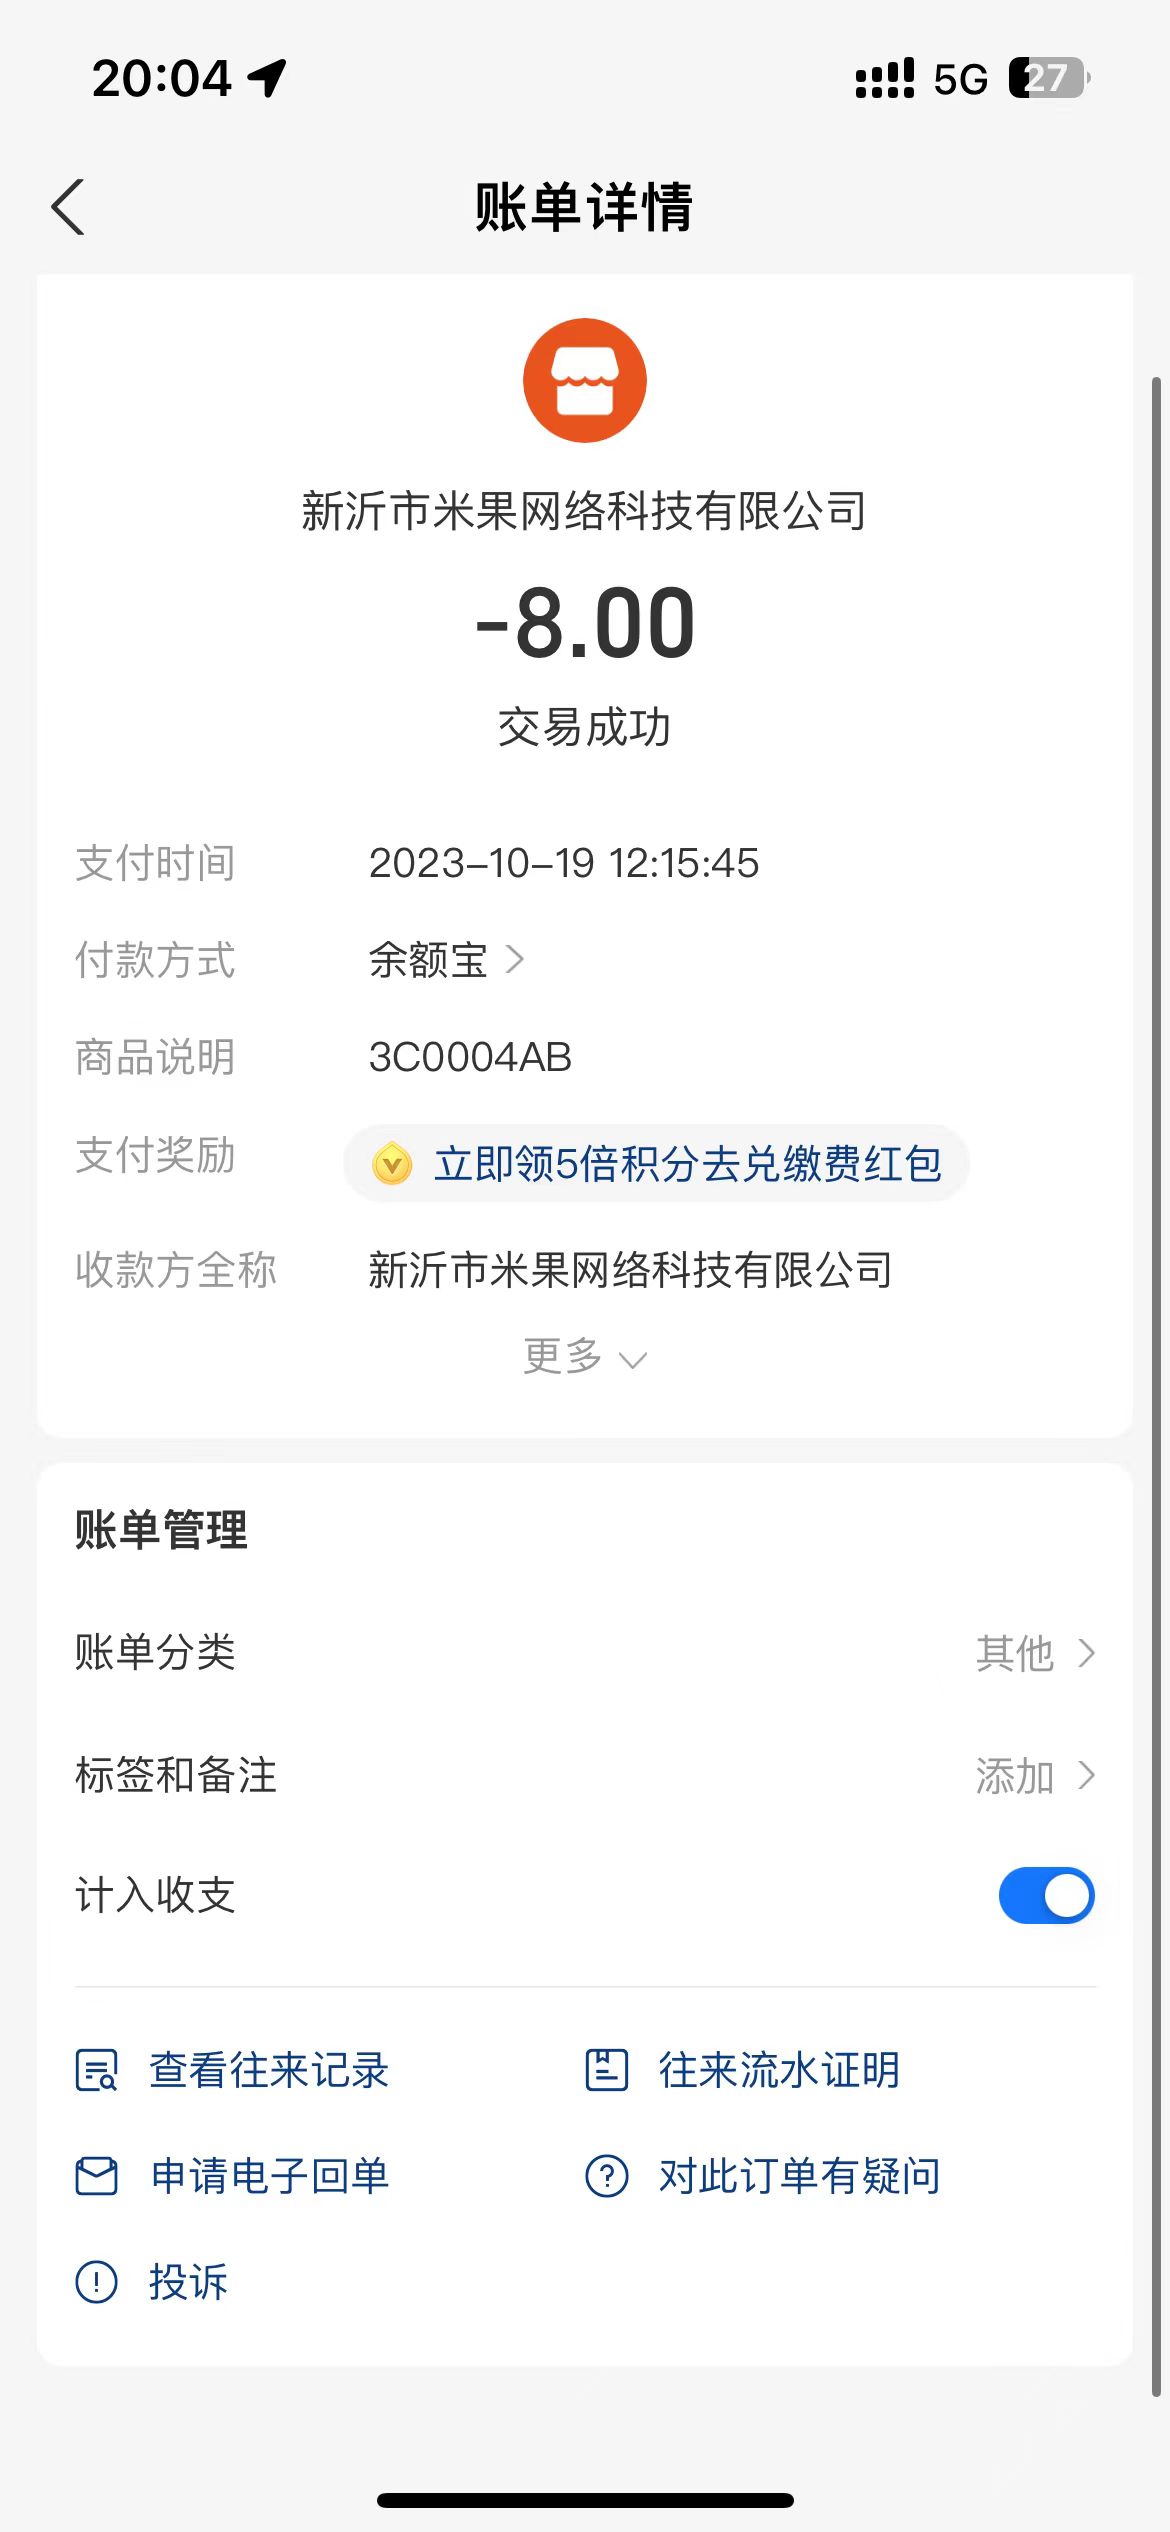 20:04 5G 27
账单详情
新沂市米果网络科技有限公司
-8.00
交易成功
支付时间 2023-10-19 12:15:45
付款方式 余额宝
商品说明 3C0004AB
支付奖励 立即领5倍积分去兑缴费红包
收款方全称 新沂市米果网络科技有限公司
更多
账单管理
账单分类 其他
标签和备注 添加
计入收支
查看往来记录 往来流水证明
申请电子回单 对此订单有疑问
投诉